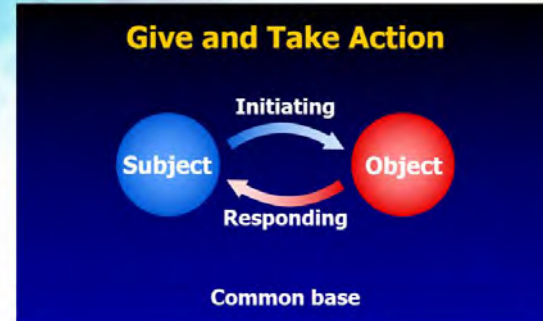 Give and Take Action
Initiating
Subject
Object
Responding
Common base